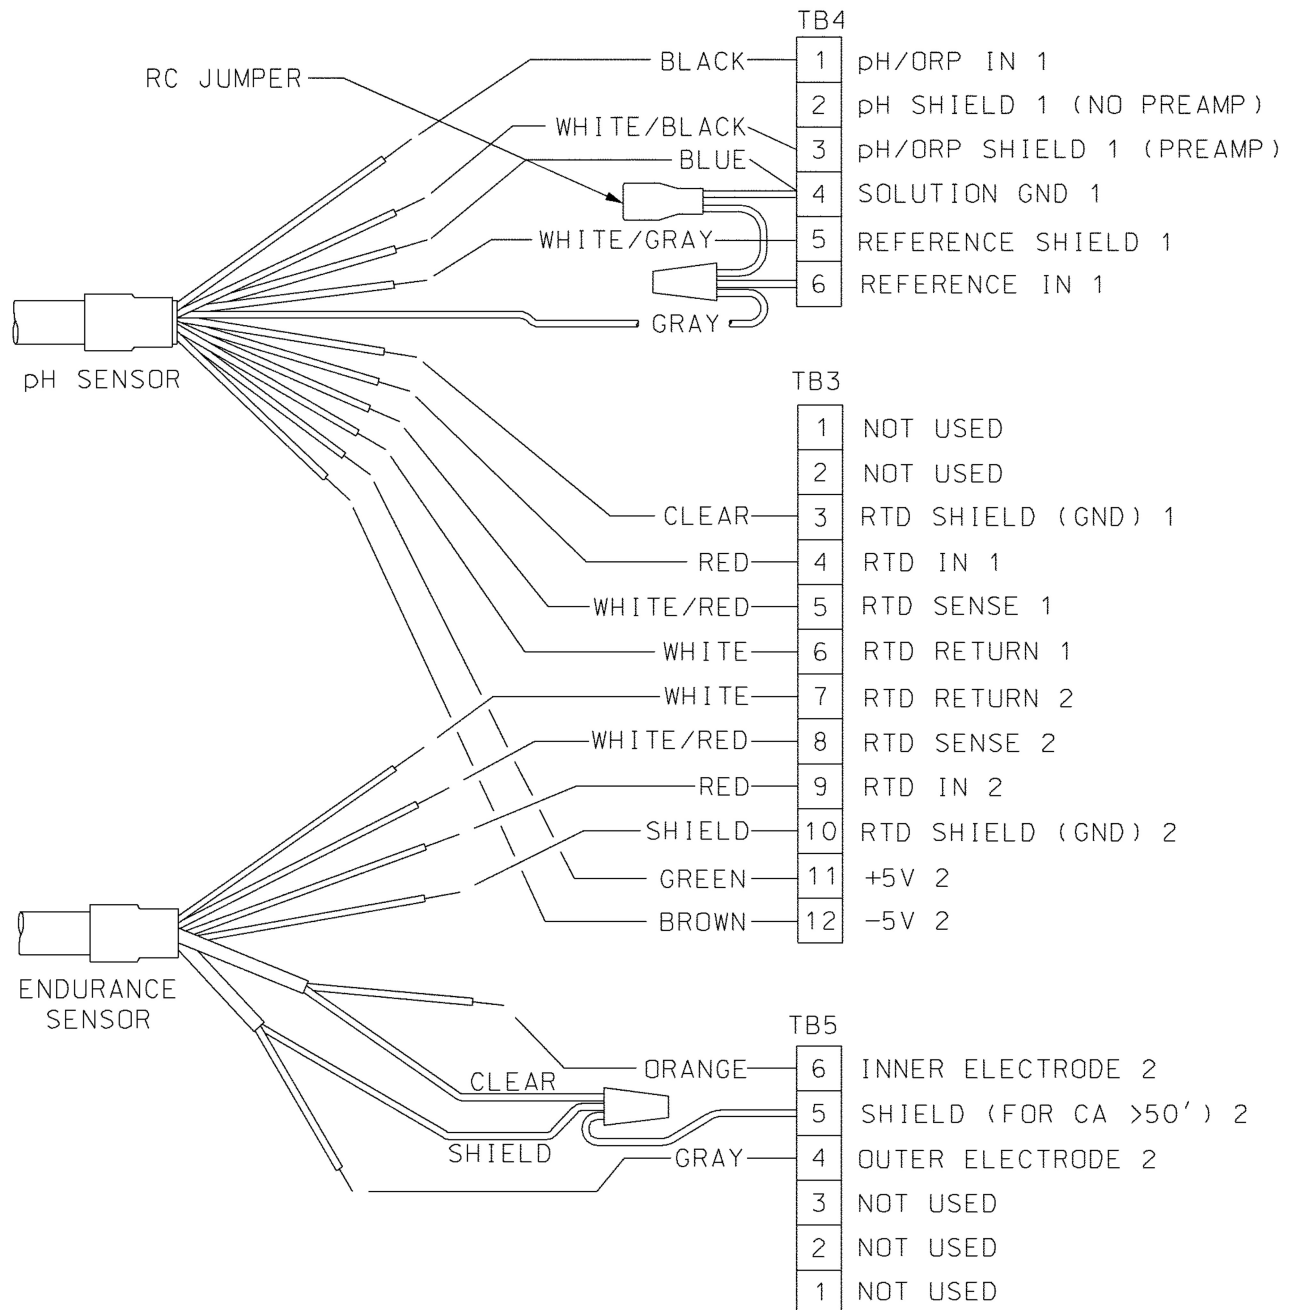 TB4
BLACK 1 pH/ORP IN 1
RC JUMPER
2 pH SHIELD 1 (NO PREAMP)
WHITE/BLACK 3 pH/ORP SHIELD 1 (PREAMP)
BLUE 4 SOLUTION GND 1
WHITE/GRAY 5 REFERENCE SHIELD 1
6 REFERENCE IN 1
GRAY
pH SENSOR
TB3
1 NOT USED
2 NOT USED
CLEAR 3 RTD SHIELD (GND) 1
RED 4 RTD IN 1
WHITE/RED 5 RTD SENSE 1
WHITE 6 RTD RETURN 1
WHITE 7 RTD RETURN 2
WHITE/RED 8 RTD SENSE 2
RED 9 RTD IN 2
SHIELD 10 RTD SHIELD (GND) 2
GREEN 11 +5V 2
BROWN 12 -5V 2
ENDURANCE
SENSOR
TB5
ORANGE 6 INNER ELECTRODE 2
CLEAR
5 SHIELD (FOR CA >50') 2
SHIELD
GRAY 4 OUTER ELECTRODE 2
3 NOT USED
2 NOT USED
1 NOT USED